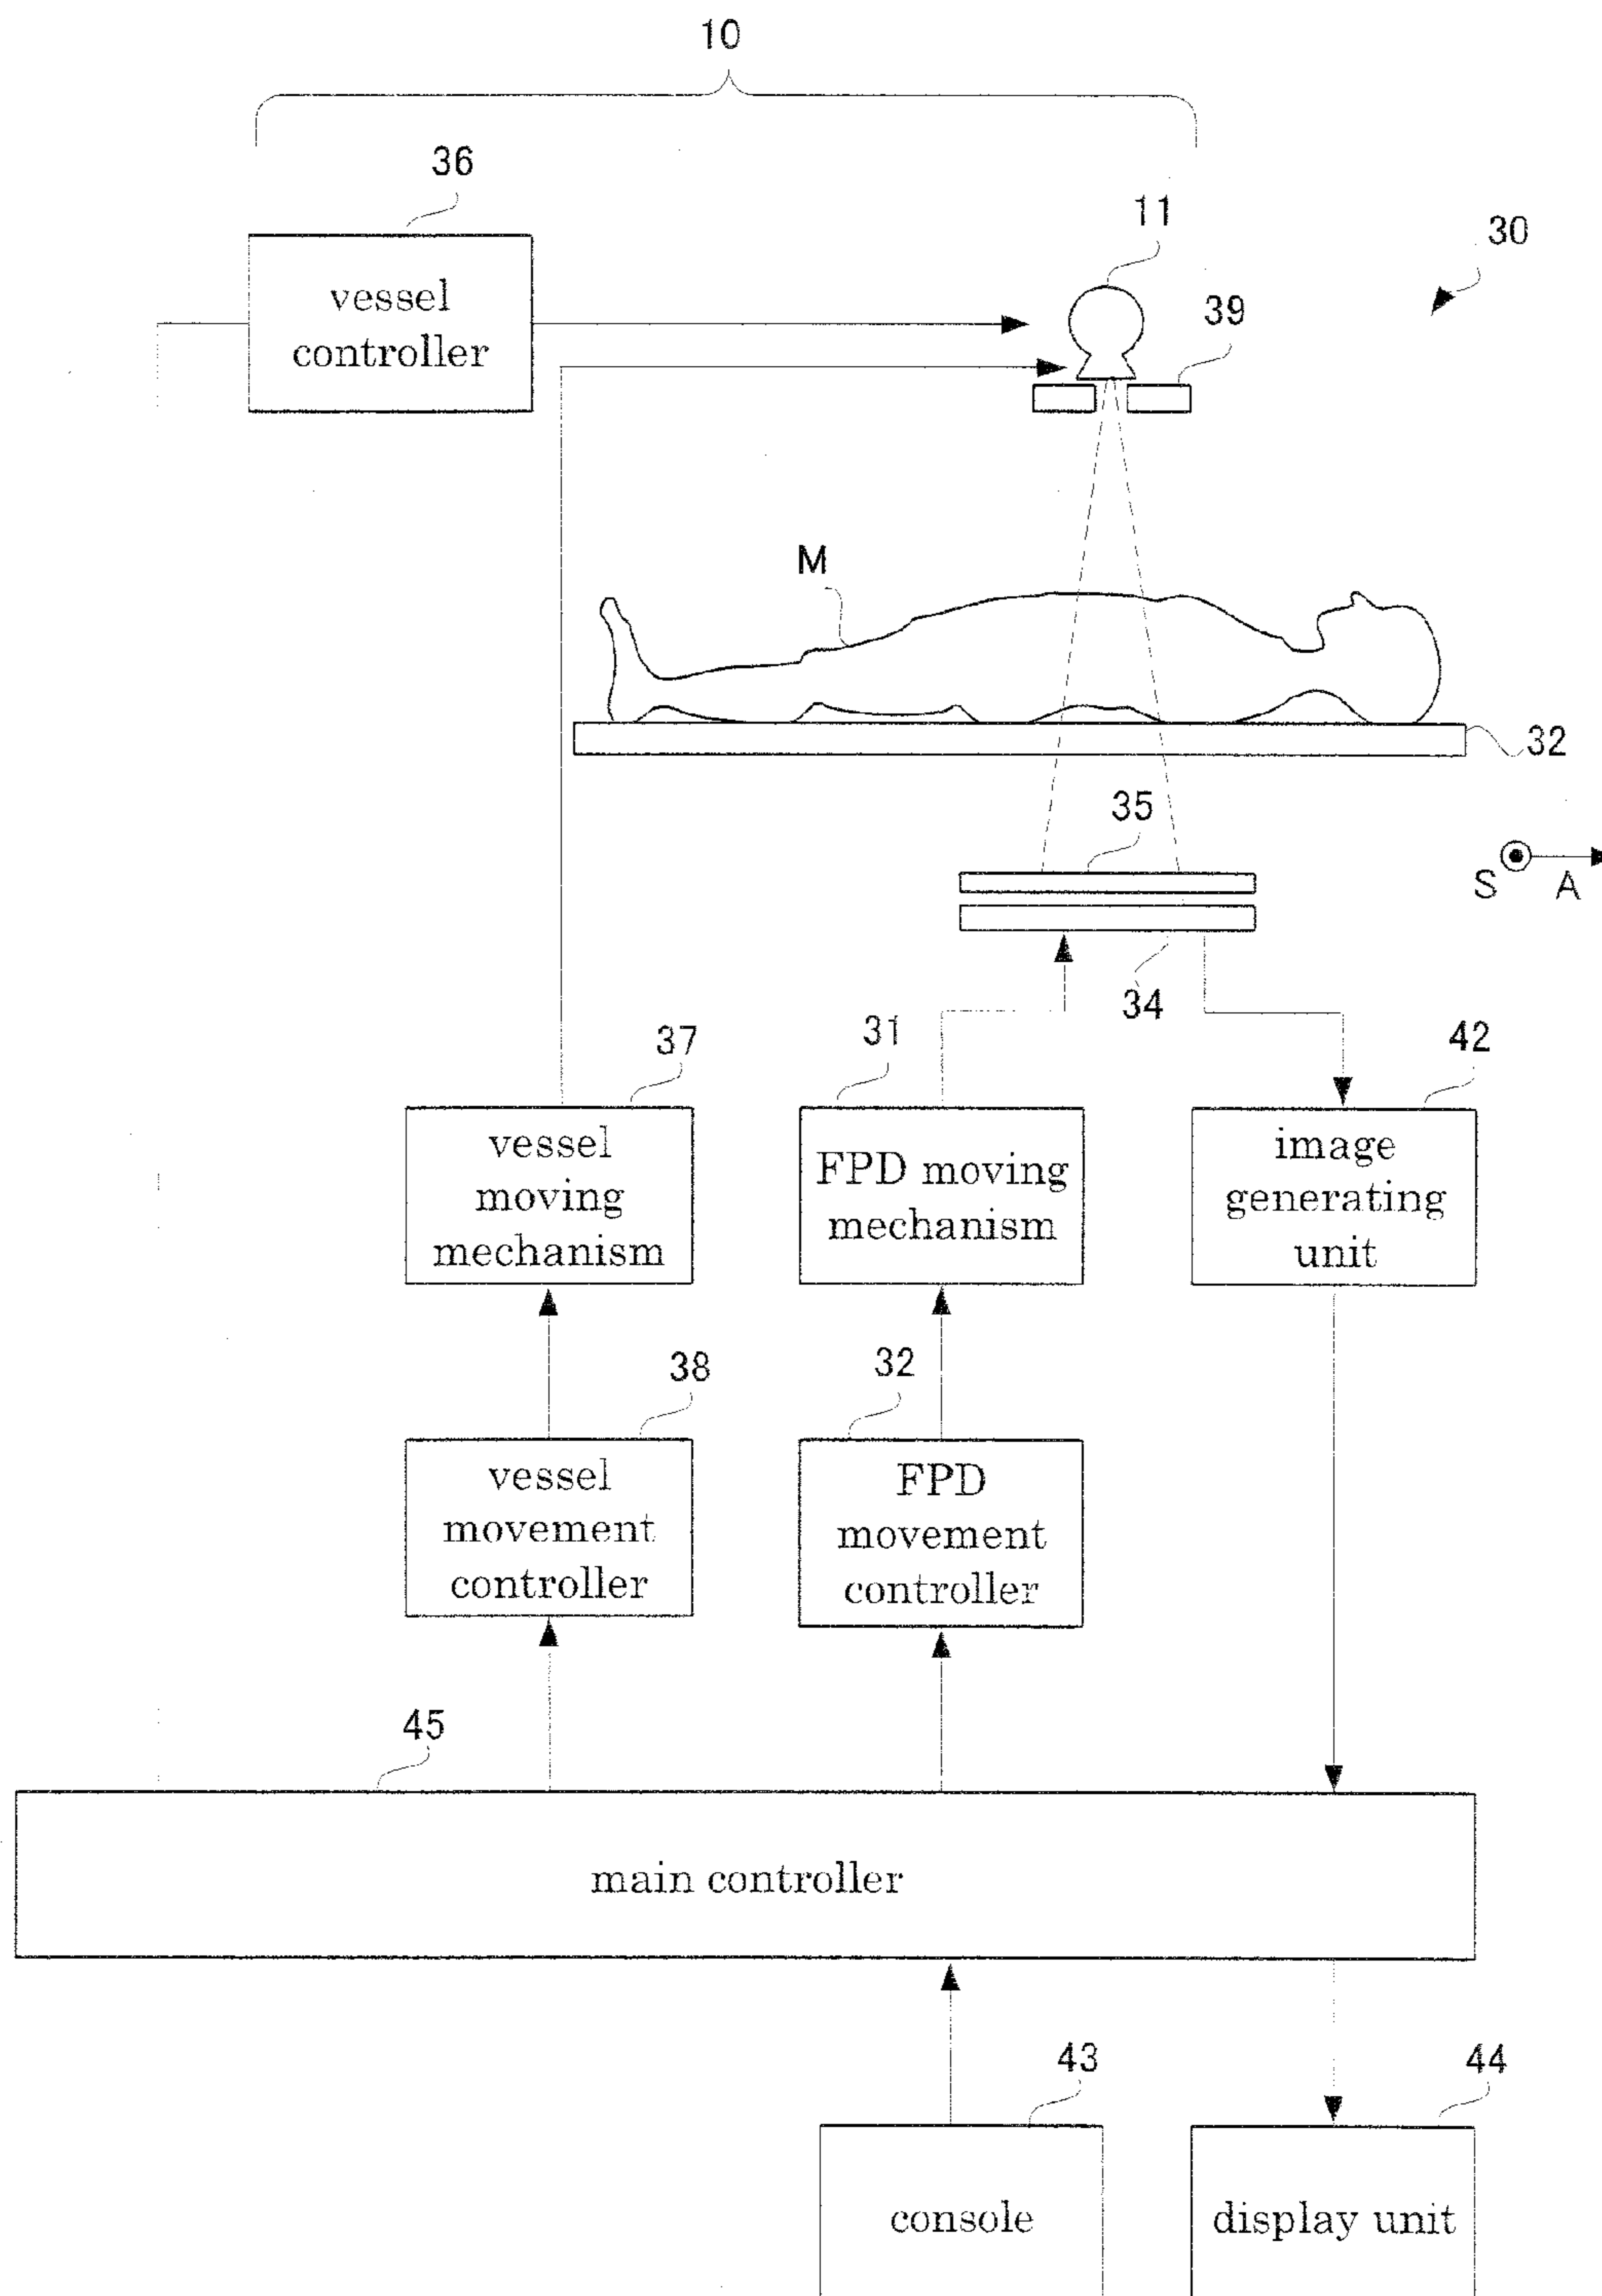 10
36
vessel
controller
11
30
39
M
32
35
S A
34
37
31
42
vessel
moving
mechanism
FPD moving
mechanism
image
generating
unit
38
32
vessel
movement
controller
FPD
movement
controller
45
main controller
43
44
console
display unit